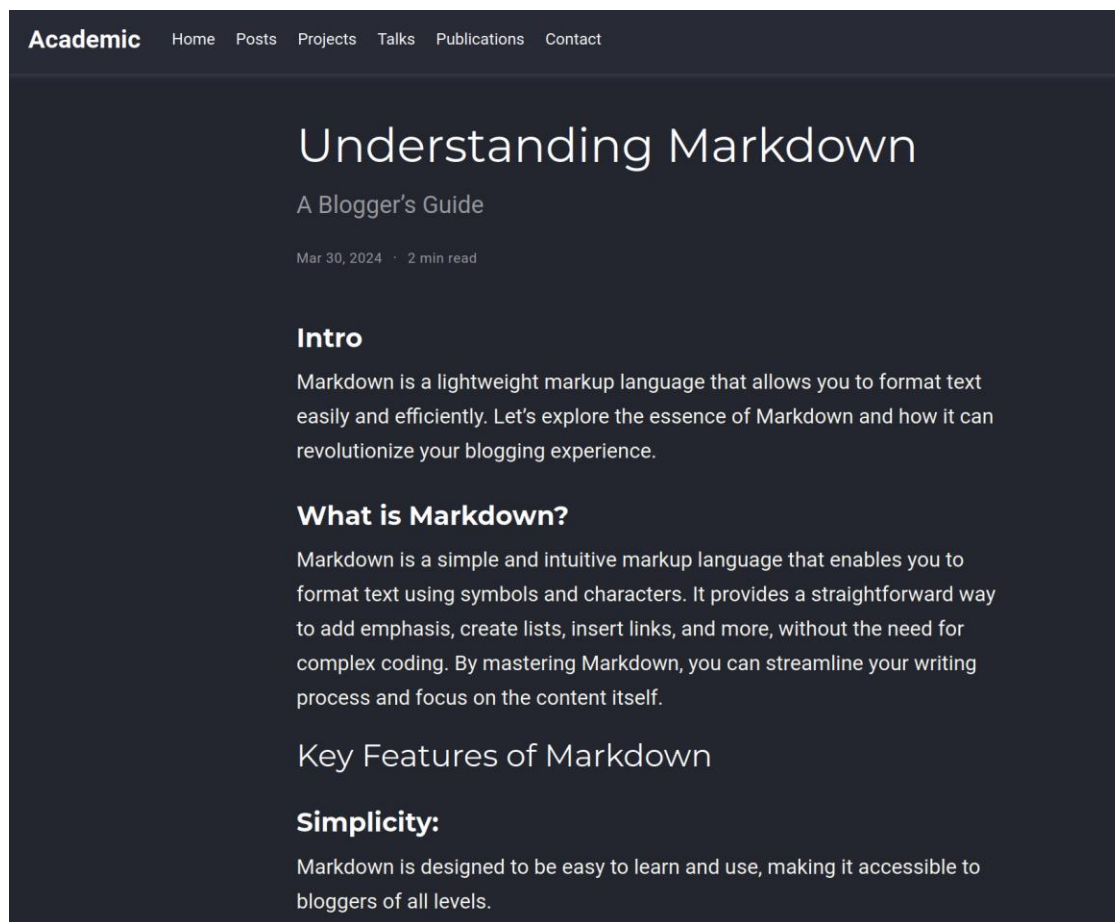 Academic Home Posts Projects Talks Publications Contact
Understanding Markdown
A Blogger’s Guide
Mar 30, 2024 · 2 min read
Intro
Markdown is a lightweight markup language that allows you to format text
easily and efficiently. Let’s explore the essence of Markdown and how it can
revolutionize your blogging experience.
What is Markdown?
Markdown is a simple and intuitive markup language that enables you to
format text using symbols and characters. It provides a straightforward way
to add emphasis, create lists, insert links, and more, without the need for
complex coding. By mastering Markdown, you can streamline your writing
process and focus on the content itself.
Key Features of Markdown
Simplicity:
Markdown is designed to be easy to learn and use, making it accessible to
bloggers of all levels.